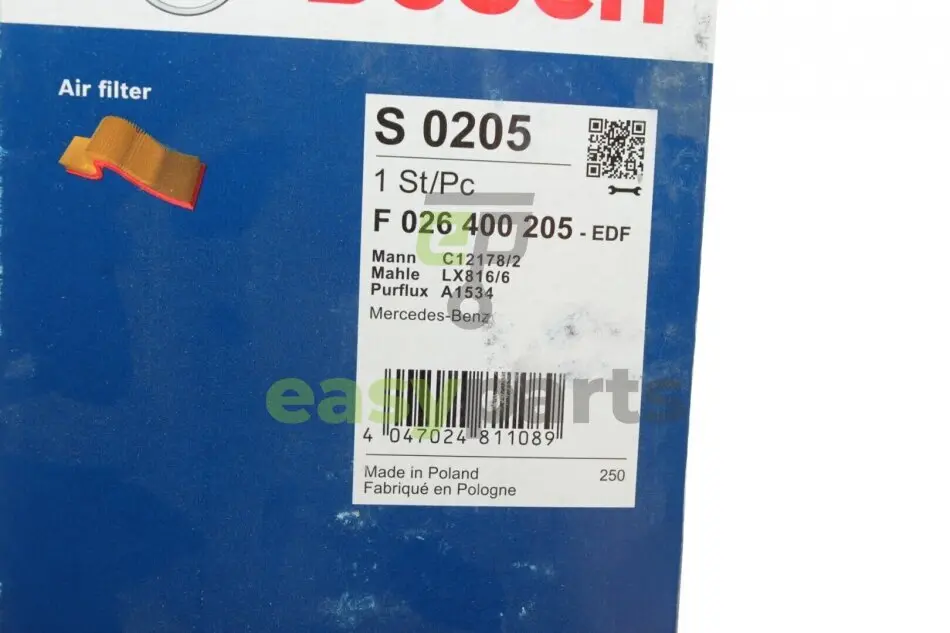 Bosch
Air filter
S 0205
1 St/Pc
F 026 400 205 - EDF
Mann C12178/2
Mahle LX816/6
Purflux A1534
Mercedes-Benz
easyparts
4 047024 811089
Made in Poland 250
Fabriqué en Pologne